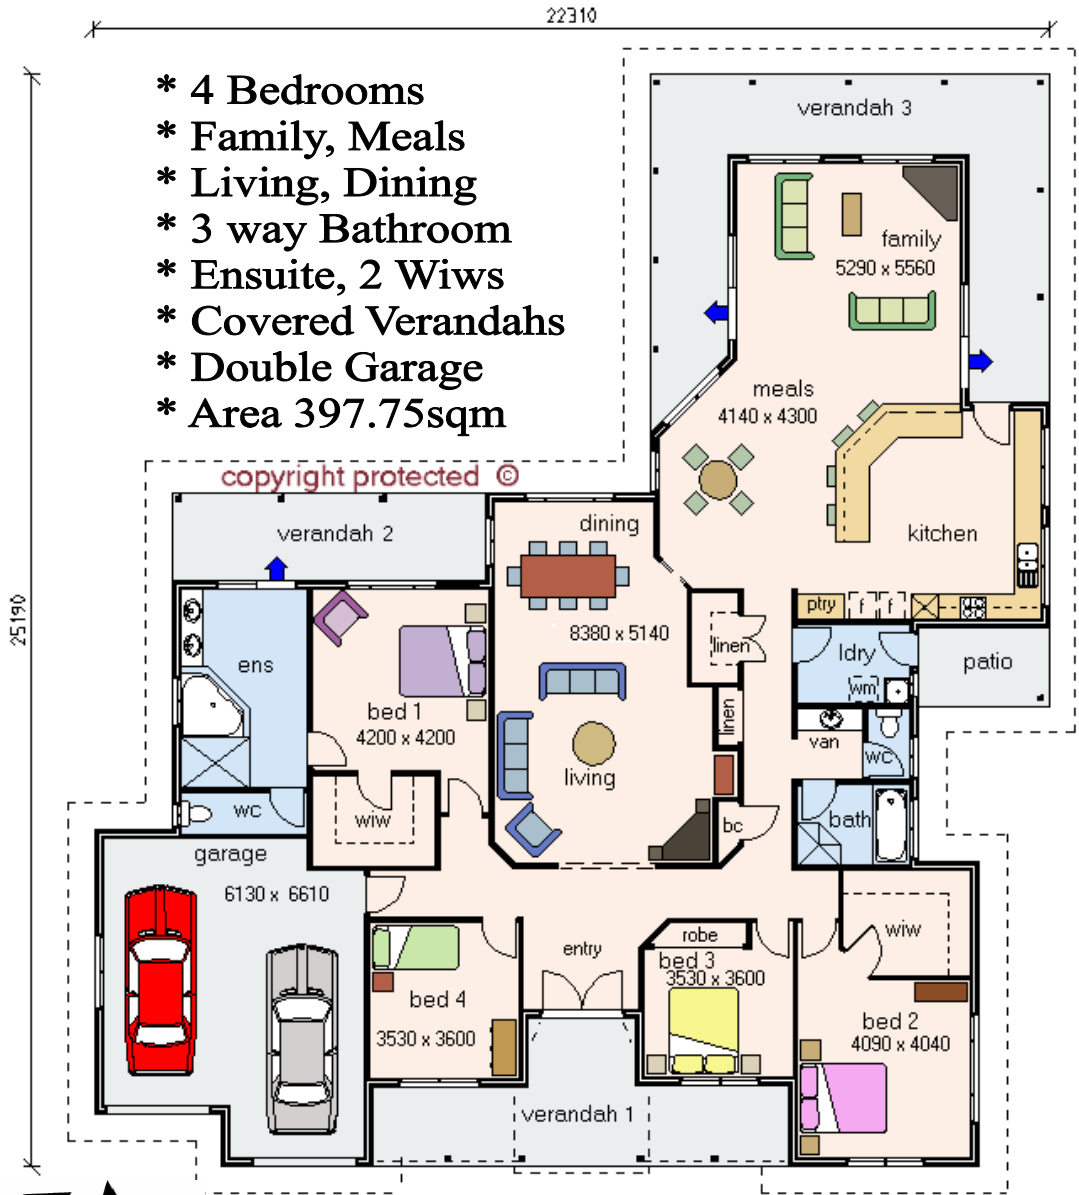 22310
* 4 Bedrooms
* Family, Meals
* Living, Dining
* 3 way Bathroom
* Ensuite, 2 Wiws
* Covered Verandahs
* Double Garage
* Area 397.75sqm
copyright protected ©
25190
verandah 3
family
5290 x 5560
meals
4140 x 4300
kitchen
verandah 2
dining
8380 x 5140
ptry
f
f
linen
ldry
wm
patio
ens
bed 1
4200 x 4200
linen
van
wc
living
wiw
wc
bc
bath
garage
6130 x 6610
entry
robe
bed 3
3530 x 3600
wiw
bed 4
3530 x 3600
bed 2
4090 x 4040
verandah 1